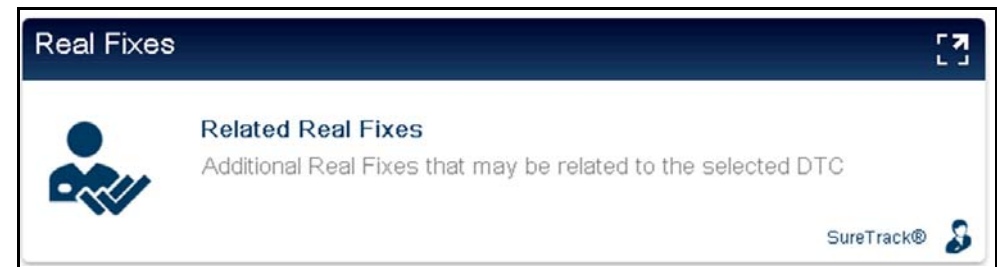 Real Fixes
Related Real Fixes
Additional Real Fixes that may be related to the selected DTC
SureTrack®